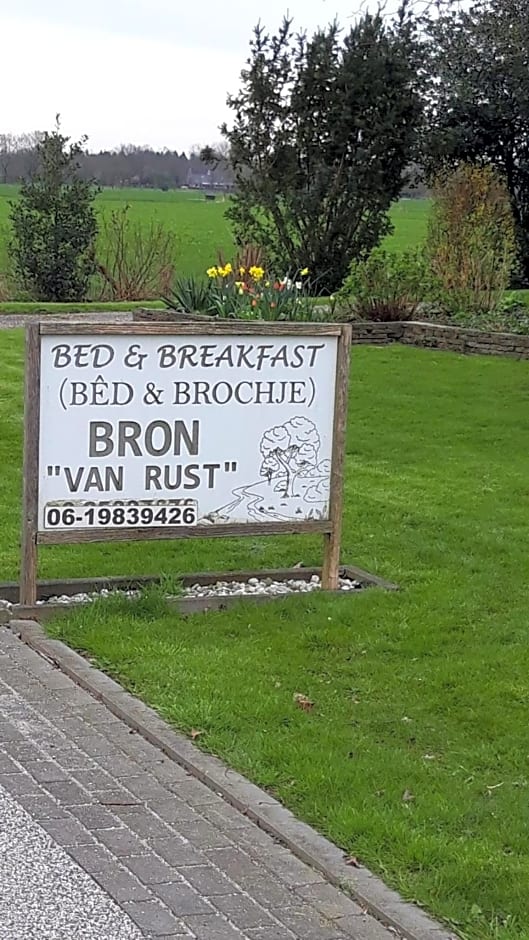 BED & BREAKFAST
(BÊD & BROCHJE)
BRON
"VAN RUST"
06-19839426